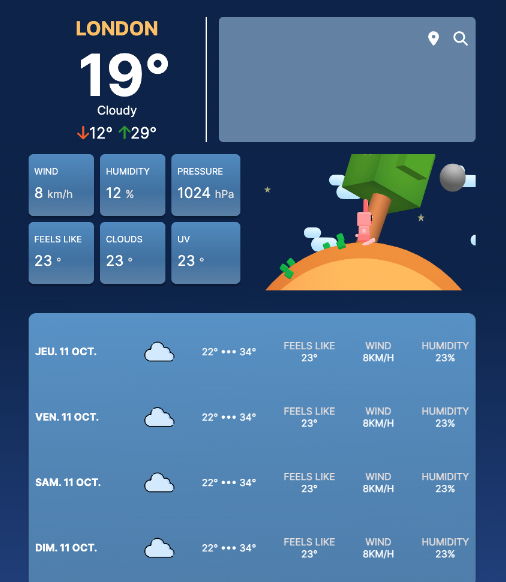 LONDON
19°
Cloudy
12° 29°
WIND HUMIDITY PRESSURE
8 km/h 12 % 1024 hPa
FEELS LIKE CLOUDS UV
23 ° 23 ° 23 °
JEU. 11 OCT. 22° ••• 34° FEELS LIKE 23° WIND 8KM/H HUMIDITY 23%
VEN. 11 OCT. 22° ••• 34° FEELS LIKE 23° WIND 8KM/H HUMIDITY 23%
SAM. 11 OCT. 22° ••• 34° FEELS LIKE 23° WIND 8KM/H HUMIDITY 23%
DIM. 11 OCT. 22° ••• 34° FEELS LIKE 23° WIND 8KM/H HUMIDITY 23%